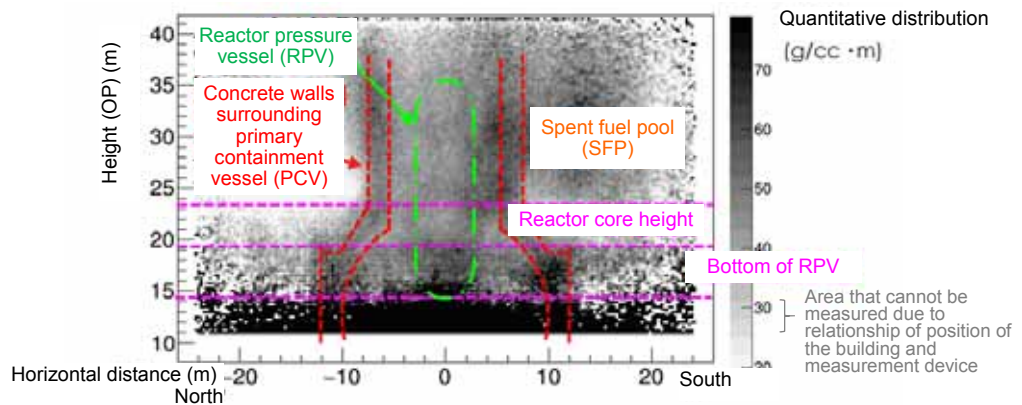 Quantitative distribution
(g/cc・m)
Height (OP) (m)
40
35
30
25
20
15
10
Reactor pressure
vessel (RPV)
Concrete walls
surrounding
primary
containment
vessel (PCV)
Spent fuel pool
(SFP)
Reactor core height
Bottom of RPV
70
60
50
40
30
Area that cannot be
measured due to
relationship of position of
the building and
measurement device
Horizontal distance (m)
−20
−10
0
10
North
South